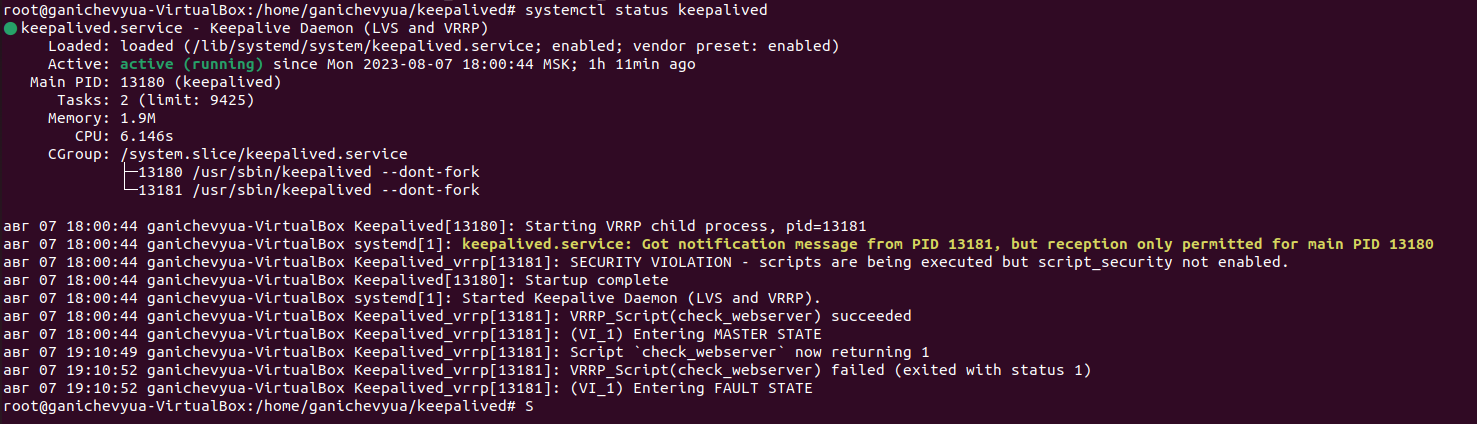 root@ganichevyua-VirtualBox:/home/ganichevyua/keepalived# systemctl status keepalived
keepalived.service - Keepalive Daemon (LVS and VRRP)
Loaded: loaded (/lib/systemd/system/keepalived.service; enabled; vendor preset: enabled)
Active: active (running) since Mon 2023-08-07 18:00:44 MSK; 1h 11min ago
Main PID: 13180 (keepalived)
Tasks: 2 (limit: 9425)
Memory: 1.9M
CPU: 6.146s
CGroup: /system.slice/keepalived.service
├─13180 /usr/sbin/keepalived --dont-fork
└─13181 /usr/sbin/keepalived --dont-fork
авг 07 18:00:44 ganichevyua-VirtualBox Keepalived[13180]: Starting VRRP child process, pid=13181
авг 07 18:00:44 ganichevyua-VirtualBox systemd[1]: keepalived.service: Got notification message from PID 13181, but reception only permitted for main PID 13180
авг 07 18:00:44 ganichevyua-VirtualBox Keepalived_vrrp[13181]: SECURITY VIOLATION - scripts are being executed but script_security not enabled.
авг 07 18:00:44 ganichevyua-VirtualBox Keepalived[13180]: Startup complete
авг 07 18:00:44 ganichevyua-VirtualBox systemd[1]: Started Keepalive Daemon (LVS and VRRP).
авг 07 18:00:44 ganichevyua-VirtualBox Keepalived_vrrp[13181]: VRRP_Script(check_webserver) succeeded
авг 07 18:00:44 ganichevyua-VirtualBox Keepalived_vrrp[13181]: (VI_1) Entering MASTER STATE
авг 07 19:10:49 ganichevyua-VirtualBox Keepalived_vrrp[13181]: Script `check_webserver` now returning 1
авг 07 19:10:52 ganichevyua-VirtualBox Keepalived_vrrp[13181]: VRRP_Script(check_webserver) failed (exited with status 1)
авг 07 19:10:52 ganichevyua-VirtualBox Keepalived_vrrp[13181]: (VI_1) Entering FAULT STATE
root@ganichevyua-VirtualBox:/home/ganichevyua/keepalived# S